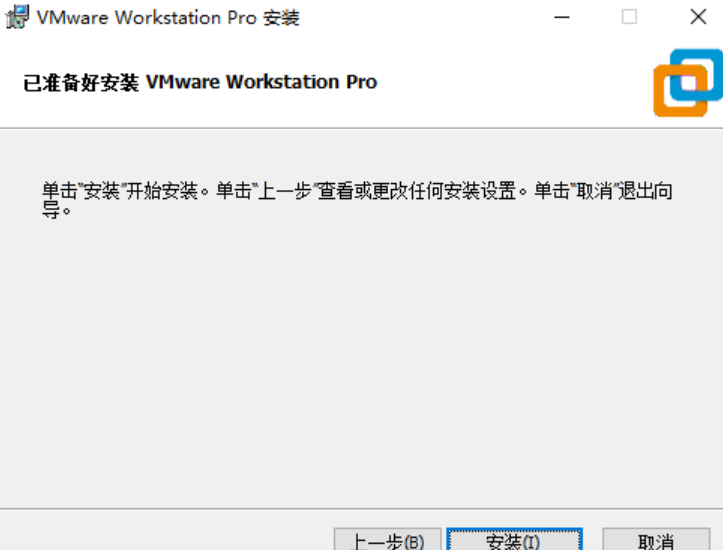 VMware Workstation Pro 安装
已准备好安装 VMware Workstation Pro
单击"安装"开始安装。单击"上一步"查看或更改任何安装设置。单击"取消"退出向
导。
上一步(B) 安装(I) 取消